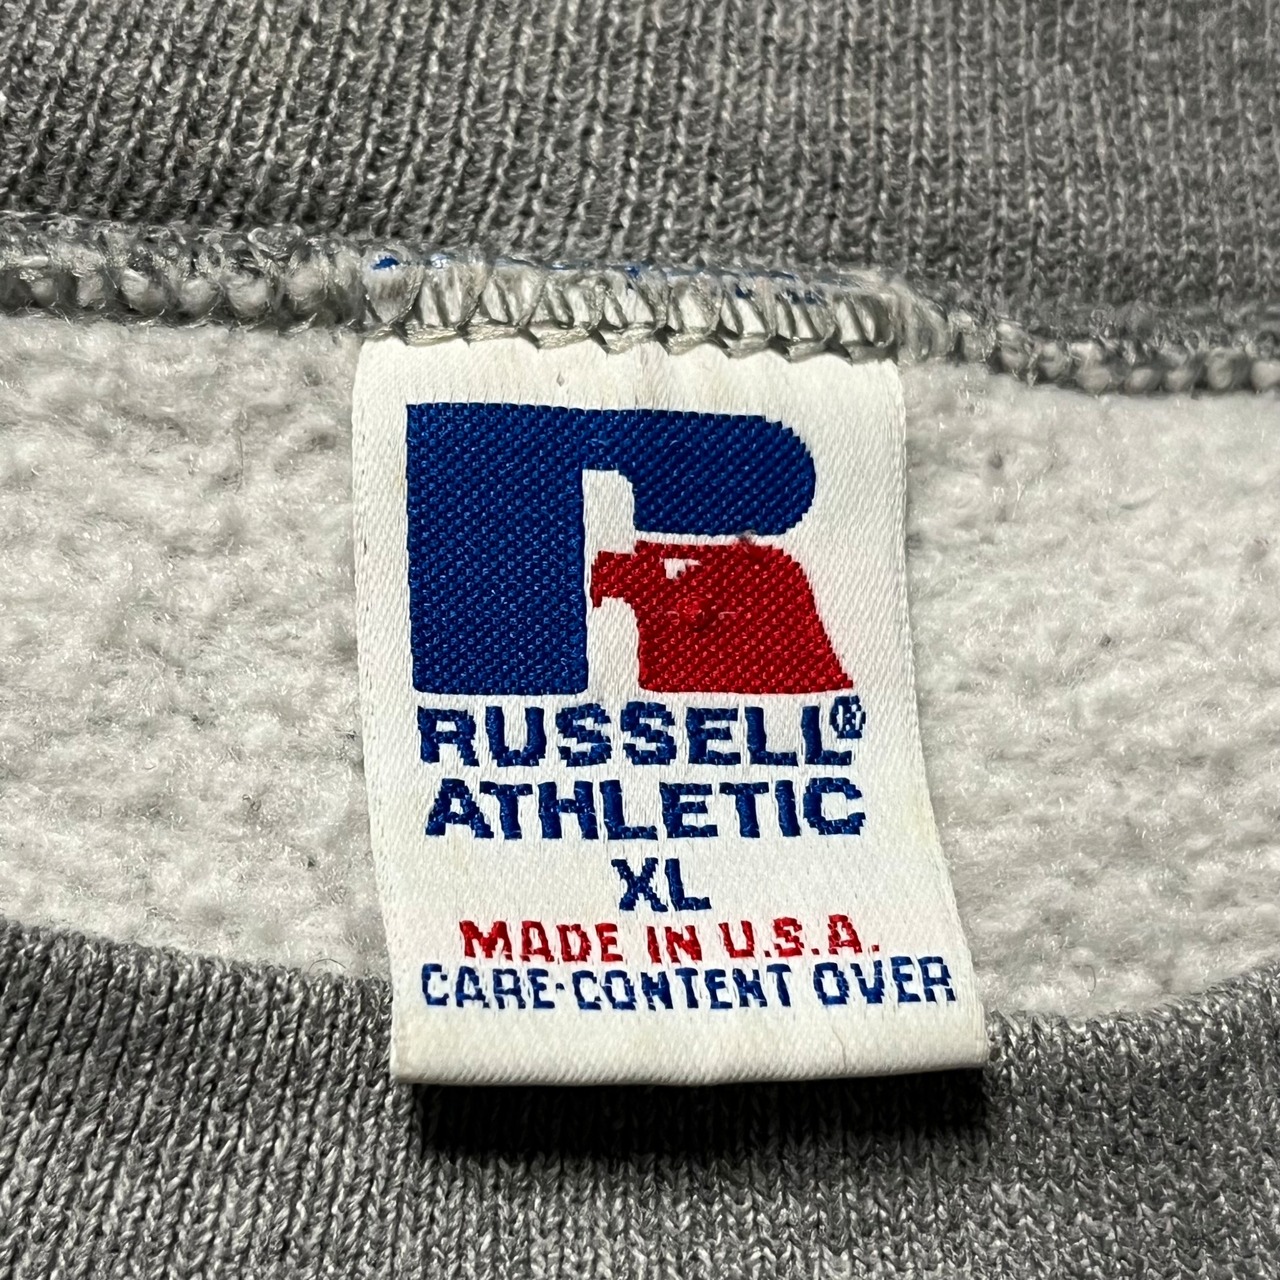 RUSSELL®
ATHLETIC
XL
MADE IN U.S.A.
CARE·CONTENT OVER